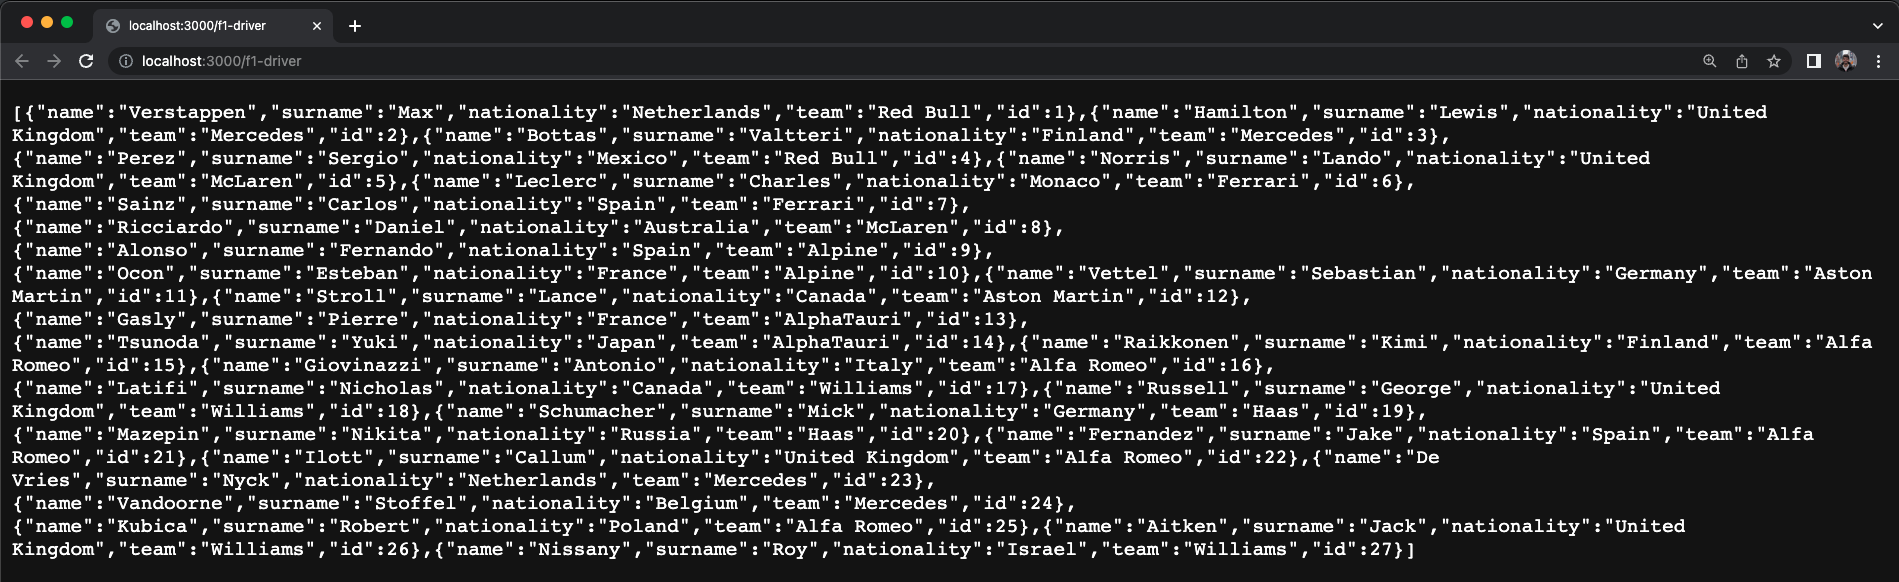 localhost:3000/f1-driver
localhost:3000/f1-driver
[{"name":"Verstappen","surname":"Max","nationality":"Netherlands","team":"Red Bull","id":1},{"name":"Hamilton","surname":"Lewis","nationality":"United
Kingdom","team":"Mercedes","id":2},{"name":"Bottas","surname":"Valtteri","nationality":"Finland","team":"Mercedes","id":3},
{"name":"Perez","surname":"Sergio","nationality":"Mexico","team":"Red Bull","id":4},{"name":"Norris","surname":"Lando","nationality":"United
Kingdom","team":"McLaren","id":5},{"name":"Leclerc","surname":"Charles","nationality":"Monaco","team":"Ferrari","id":6},
{"name":"Sainz","surname":"Carlos","nationality":"Spain","team":"Ferrari","id":7},
{"name":"Ricciardo","surname":"Daniel","nationality":"Australia","team":"McLaren","id":8},
{"name":"Alonso","surname":"Fernando","nationality":"Spain","team":"Alpine","id":9},
{"name":"Ocon","surname":"Esteban","nationality":"France","team":"Alpine","id":10},{"name":"Vettel","surname":"Sebastian","nationality":"Germany","team":"Aston
Martin","id":11},{"name":"Stroll","surname":"Lance","nationality":"Canada","team":"Aston Martin","id":12},
{"name":"Gasly","surname":"Pierre","nationality":"France","team":"AlphaTauri","id":13},
{"name":"Tsunoda","surname":"Yuki","nationality":"Japan","team":"AlphaTauri","id":14},{"name":"Raikkonen","surname":"Kimi","nationality":"Finland","team":"Alfa
Romeo","id":15},{"name":"Giovinazzi","surname":"Antonio","nationality":"Italy","team":"Alfa Romeo","id":16},
{"name":"Latifi","surname":"Nicholas","nationality":"Canada","team":"Williams","id":17},{"name":"Russell","surname":"George","nationality":"United
Kingdom","team":"Williams","id":18},{"name":"Schumacher","surname":"Mick","nationality":"Germany","team":"Haas","id":19},
{"name":"Mazepin","surname":"Nikita","nationality":"Russia","team":"Haas","id":20},{"name":"Fernandez","surname":"Jake","nationality":"Spain","team":"Alfa
Romeo","id":21},{"name":"Ilott","surname":"Callum","nationality":"United Kingdom","team":"Alfa Romeo","id":22},{"name":"De
Vries","surname":"Nyck","nationality":"Netherlands","team":"Mercedes","id":23},
{"name":"Vandoorne","surname":"Stoffel","nationality":"Belgium","team":"Mercedes","id":24},
{"name":"Kubica","surname":"Robert","nationality":"Poland","team":"Alfa Romeo","id":25},{"name":"Aitken","surname":"Jack","nationality":"United
Kingdom","team":"Williams","id":26},{"name":"Nissany","surname":"Roy","nationality":"Israel","team":"Williams","id":27}]